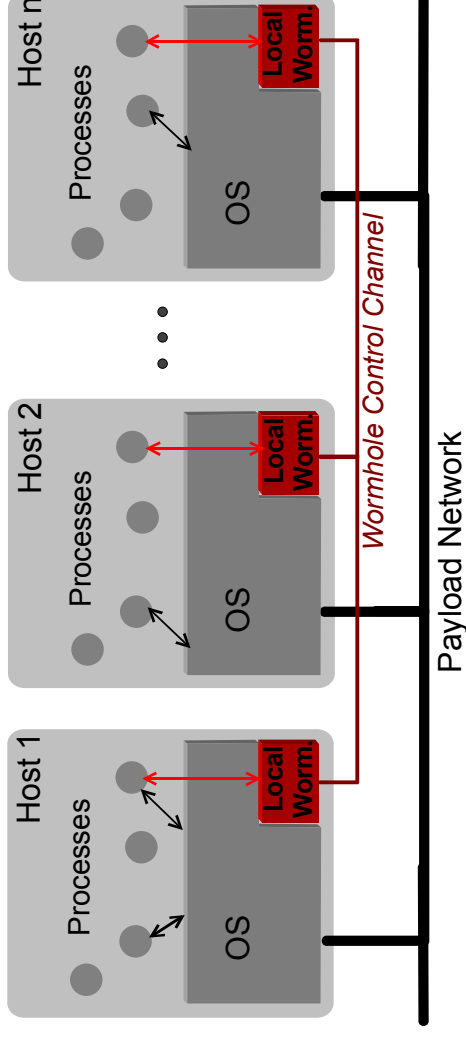 Host 1
Processes
OS
Local
Worm.
Host 2
Processes
OS
Local
Worm.
Host n
Processes
OS
Local
Worm.
Wormhole Control Channel
Payload Network